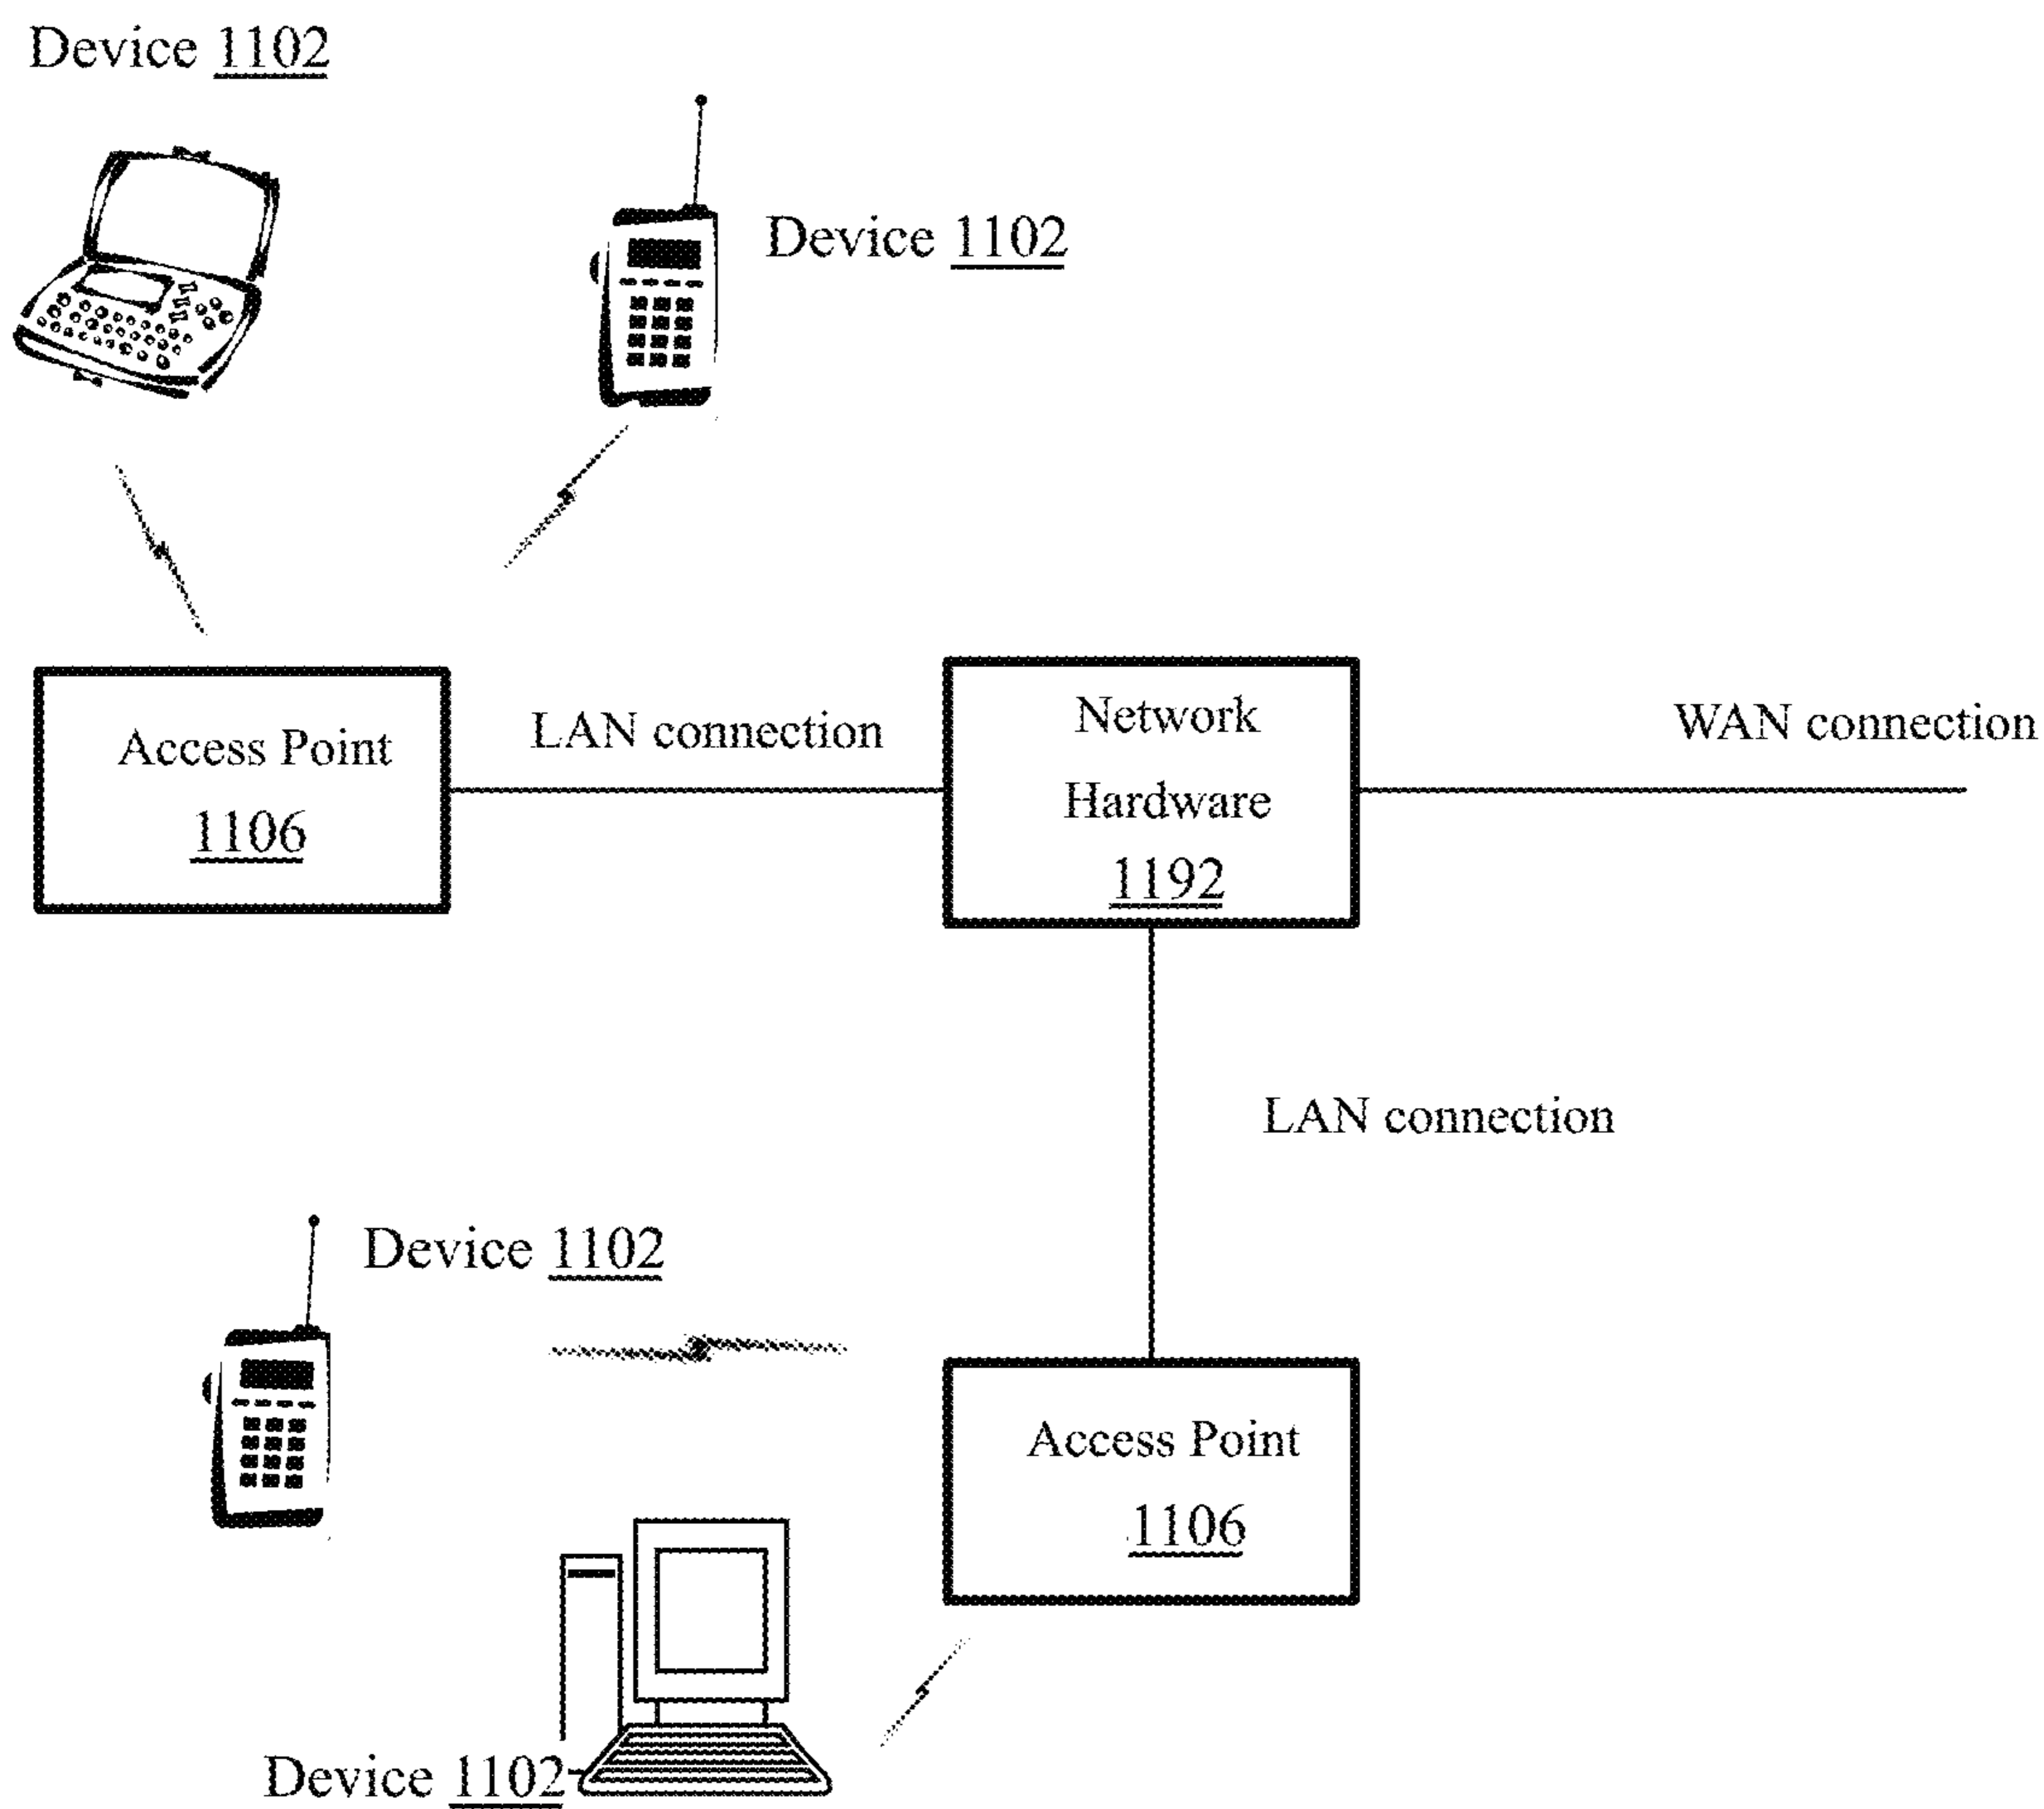 Device 1102
Device 1102
Access Point
1106
LAN connection
Network
Hardware
1192
WAN connection
LAN connection
Device 1102
Access Point
1106
Device 1102